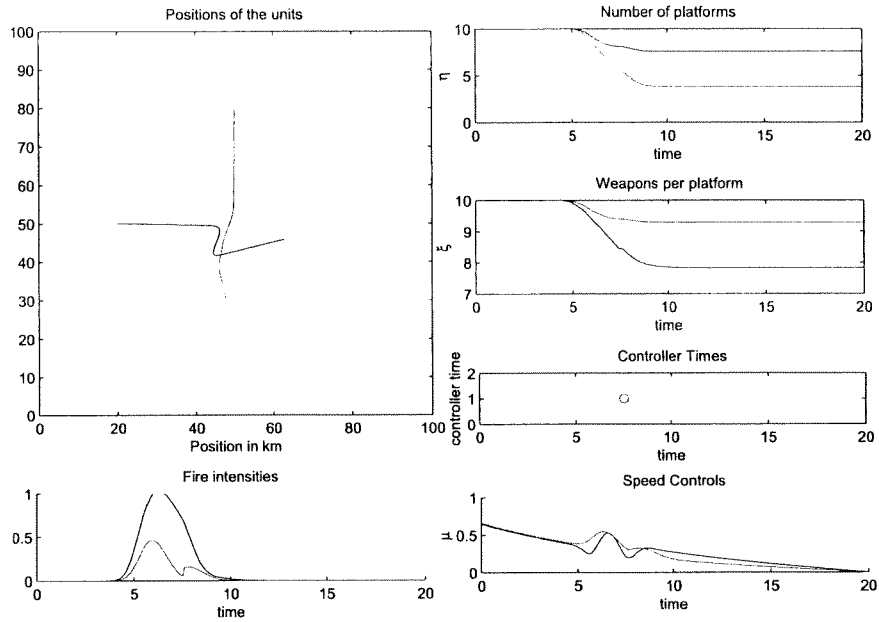 Positions of the units
100
90
80
70
60
50
40
30
20
10
0
0 20 40 60 80 100
Position in km
Number of platforms
10
5
0
η
0 5 10 15 20
time
Weapons per platform
10
9
8
7
ξ
0 5 10 15 20
time
Controller Times
2
1
0
controller time
0 5 10 15 20
time
Fire intensities
1
0.5
0
0 5 10 15 20
time
Speed Controls
1
0.5
0
μ
0 5 10 15 20
time